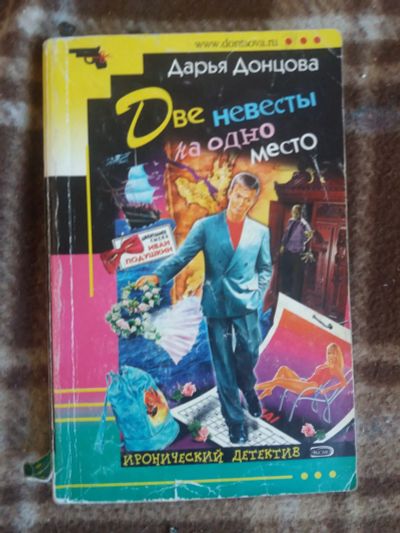 www.dontsova.ru
Дарья Донцова
Две невесты
на одно
место
ИВАН
ПОДУШКИН
ИРОНИЧЕСКИЙ ДЕТЕКТИВ